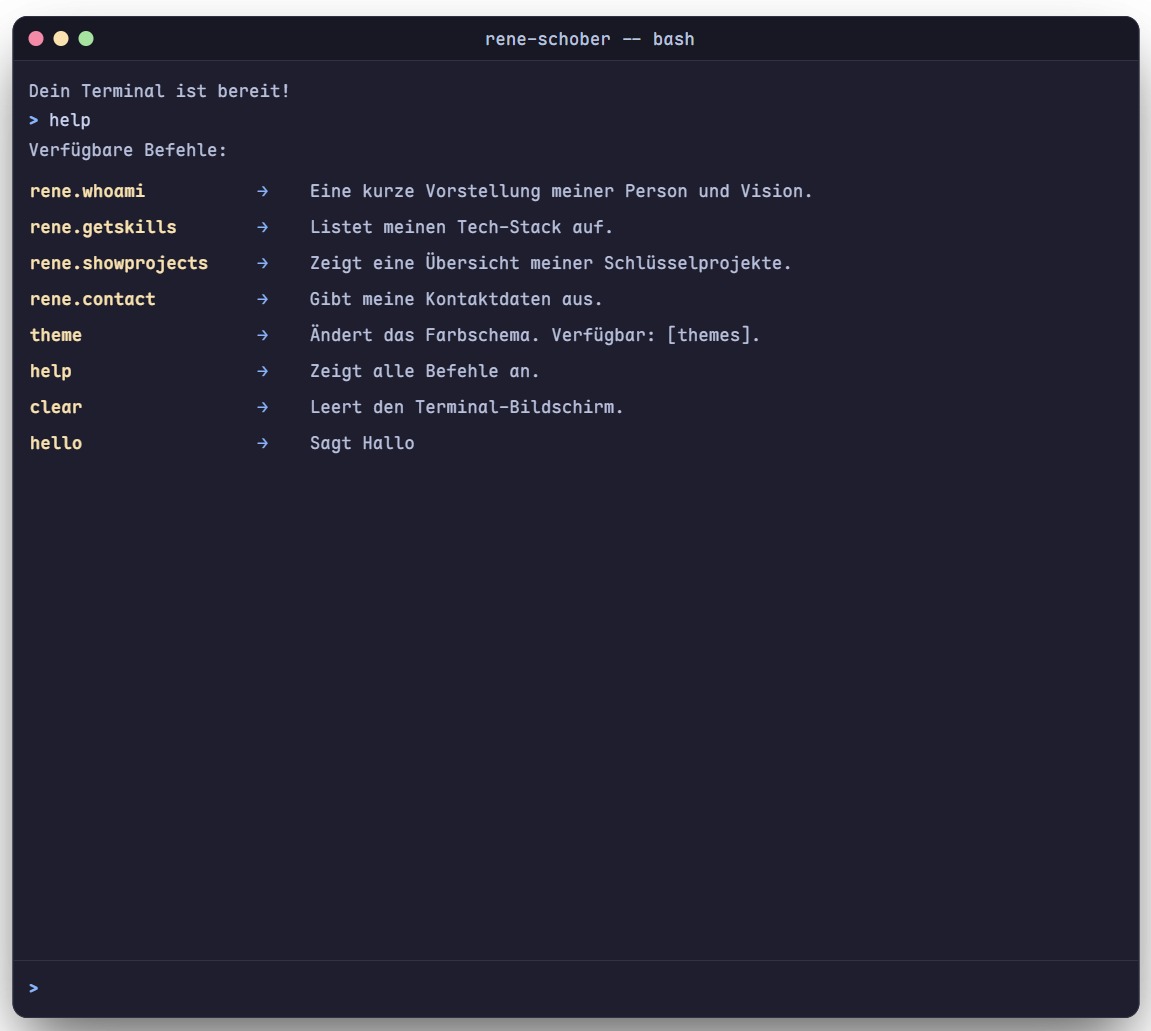 rene-schober -- bash
Dein Terminal ist bereit!
> help
Verfügbare Befehle:
rene.whoami → Eine kurze Vorstellung meiner Person und Vision.
rene.getskills → Listet meinen Tech-Stack auf.
rene.showprojects → Zeigt eine Übersicht meiner Schlüsselprojekte.
rene.contact → Gibt meine Kontaktdaten aus.
theme → Ändert das Farbschema. Verfügbar: [themes].
help → Zeigt alle Befehle an.
clear → Leert den Terminal-Bildschirm.
hello → Sagt Hallo
>